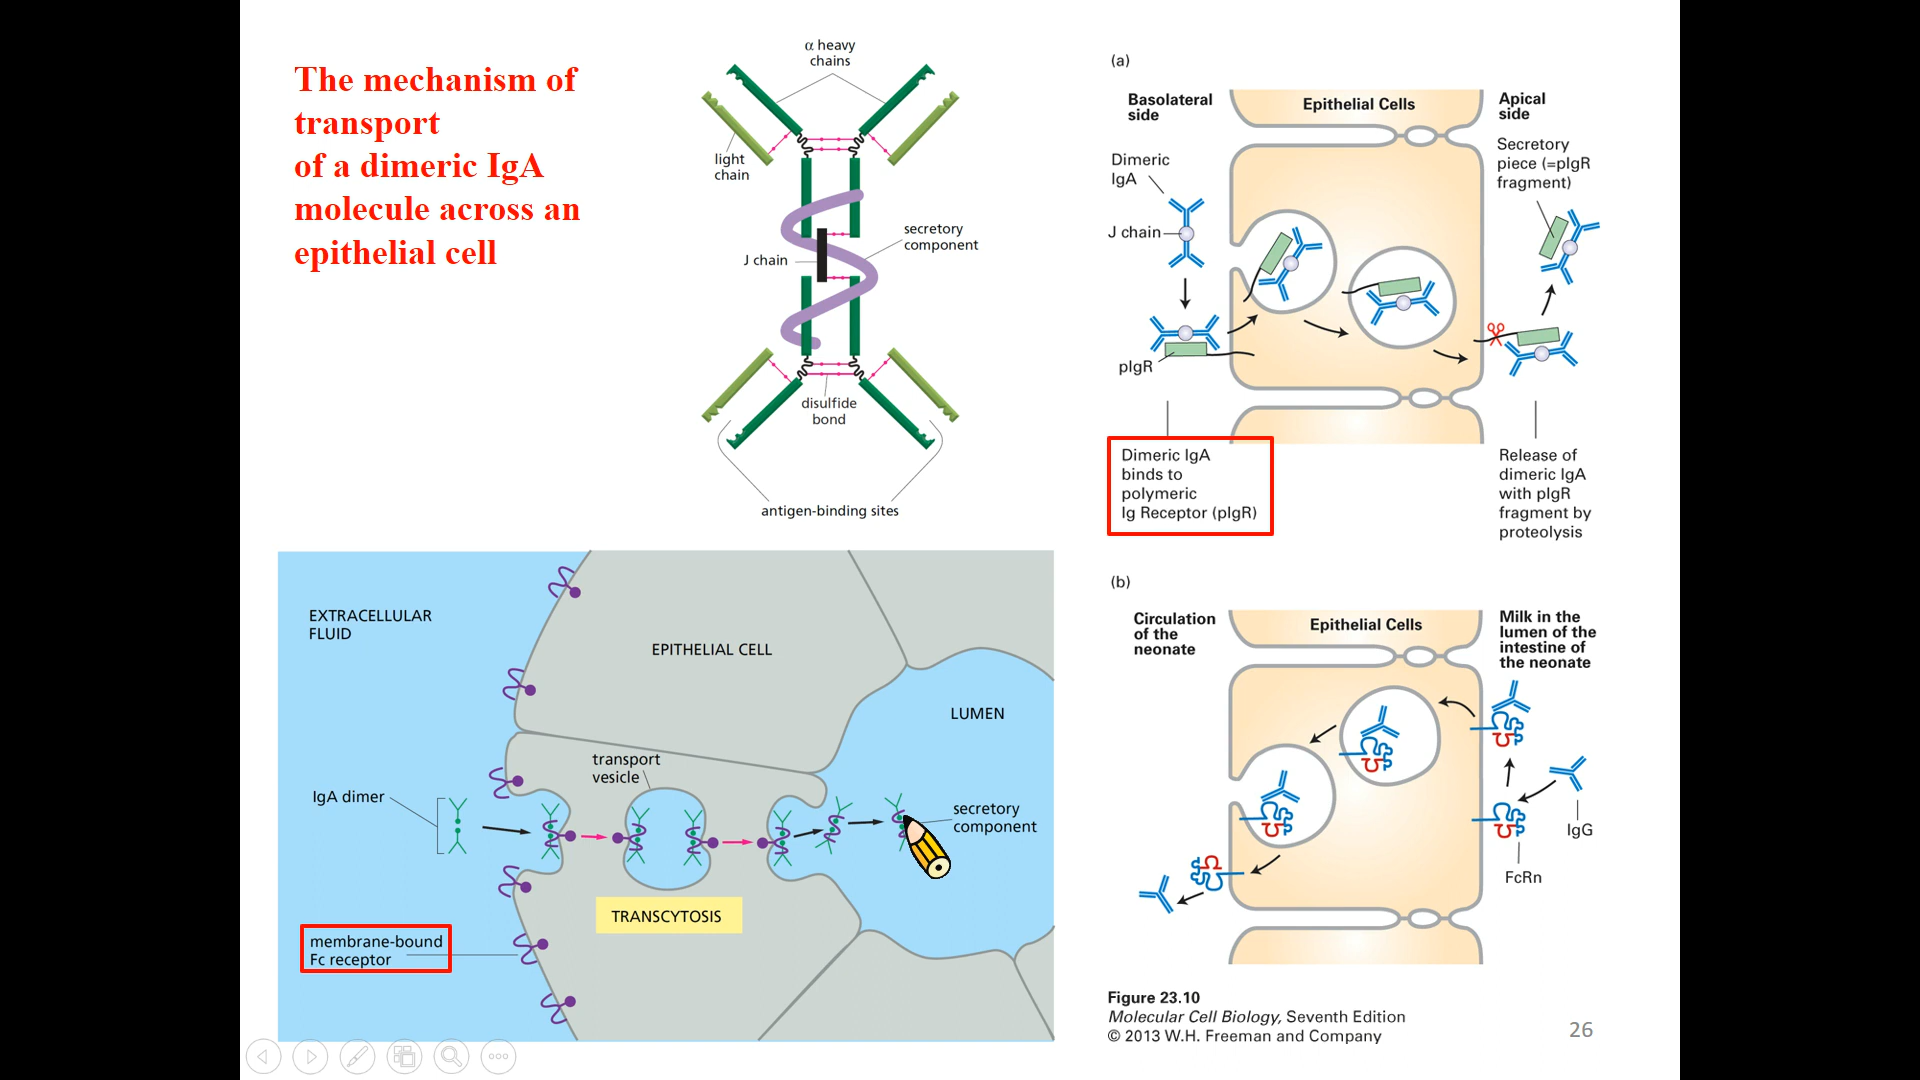 The mechanism of
transport
of a dimeric IgA
molecule across an
epithelial cell
α heavy
chains
light
chain
secretory
component
J chain
disulfide
bond
antigen-binding sites
(a)
Basolateral
side
Epithelial Cells
Apical
side
Dimeric
IgA
J chain
pIgR
Secretory
piece (=pIgR
fragment)
Dimeric IgA
binds to
polymeric
Ig Receptor (pIgR)
Release of
dimeric IgA
with pIgR
fragment by
proteolysis
EXTRACELLULAR
FLUID
EPITHELIAL CELL
LUMEN
transport
vesicle
IgA dimer
secretory
component
TRANSCYTOSIS
membrane-bound
Fc receptor
(b)
Circulation
of the
neonate
Epithelial Cells
Milk in the
lumen of the
intestine of
the neonate
IgG
FcRn
Figure 23.10
Molecular Cell Biology, Seventh Edition
© 2013 W.H. Freeman and Company
26